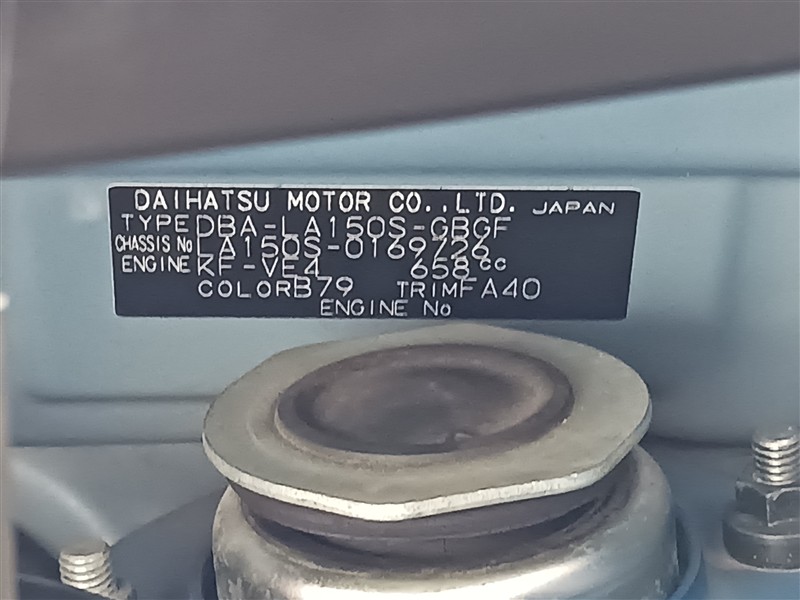 DAIHATSU MOTOR CO.,LTD. JAPAN
TYPE DBA-LA150S-GBGF
CHASSIS No LA150S-0169726
ENGINE KF-VE4 658cc
COLOR B79 TRIM FA40
ENGINE No